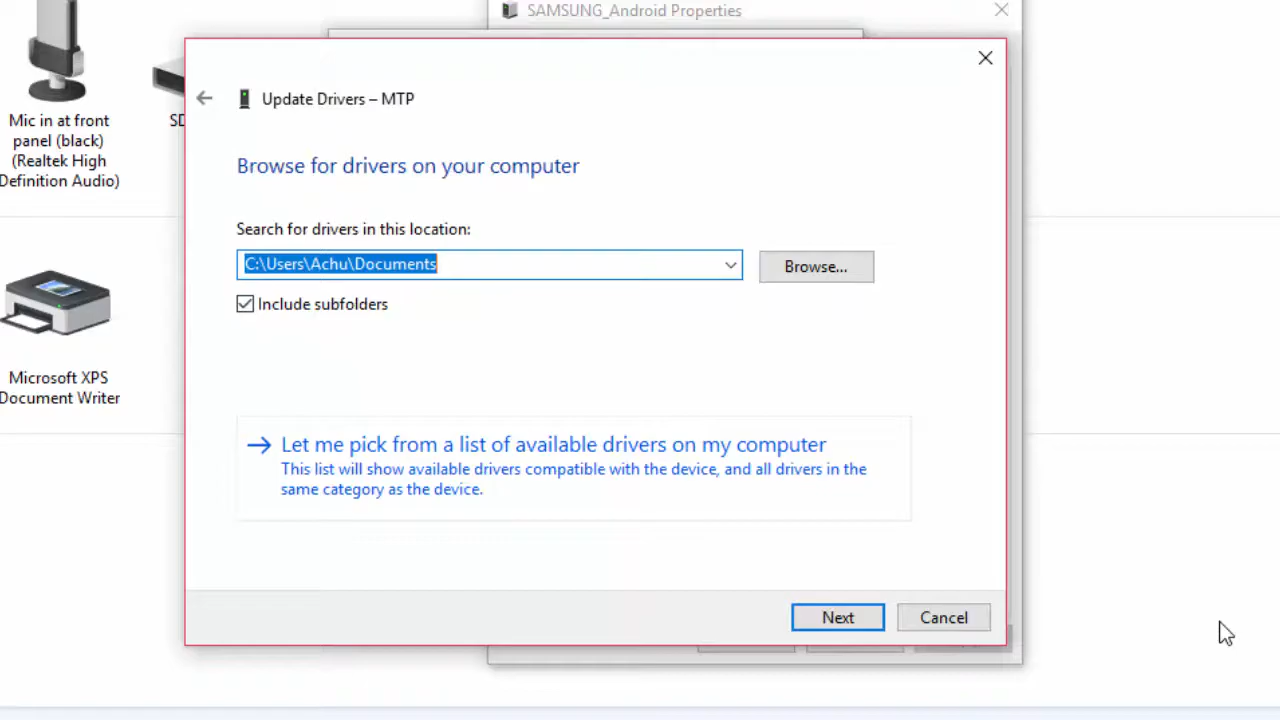 SAMSUNG_Android Properties
Update Drivers – MTP
Mic in at front
panel (black)
(Realtek High
Definition Audio)
Browse for drivers on your computer
Search for drivers in this location:
C:\Users\Achu\Documents
Browse...
Include subfolders
Microsoft XPS
Document Writer
Let me pick from a list of available drivers on my computer
This list will show available drivers compatible with the device, and all drivers in the
same category as the device.
Next
Cancel